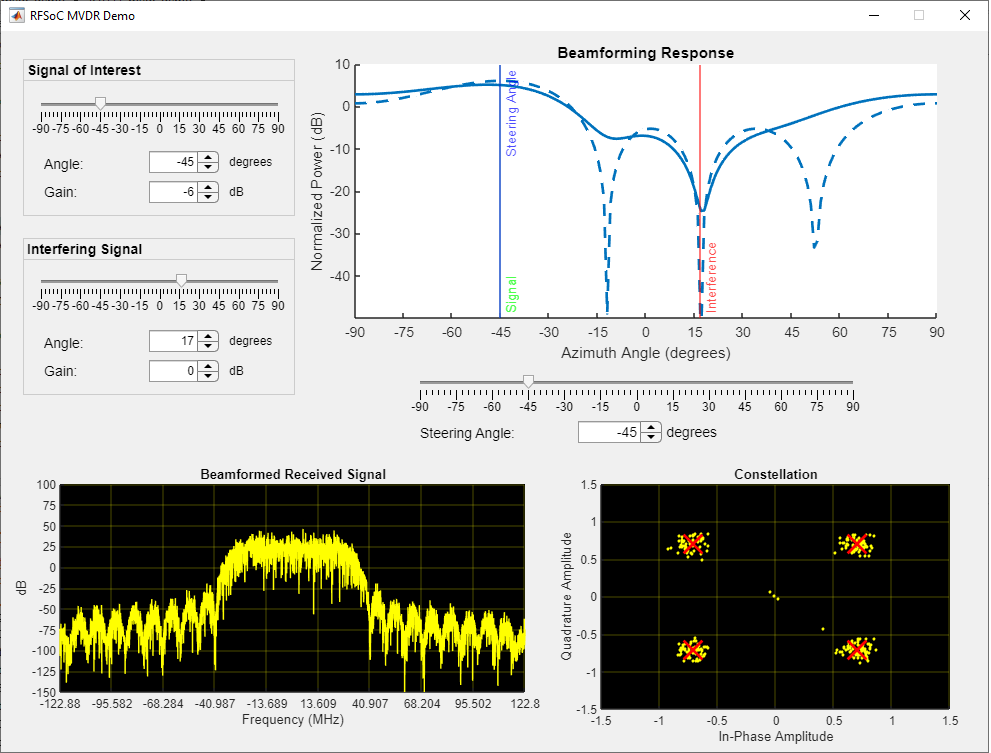 RFSoC MVDR Demo
Signal of Interest
-90 -75 -60 -45 -30 -15 0 15 30 45 60 75 90
Angle: -45 degrees
Gain: -6 dB
Interfering Signal
-90 -75 -60 -45 -30 -15 0 15 30 45 60 75 90
Angle: 17 degrees
Gain: 0 dB
Beamforming Response
Normalized Power (dB)
10
0
-10
-20
-30
-40
Steering Angle
Signal
Interference
-90 -75 -60 -45 -30 -15 0 15 30 45 60 75 90
Azimuth Angle (degrees)
-90 -75 -60 -45 -30 -15 0 15 30 45 60 75 90
Steering Angle: -45 degrees
Beamformed Received Signal
dB
100
75
50
25
0
-25
-50
-75
-100
-125
-150
-122.88 -95.582 -68.284 -40.987 -13.689 13.609 40.907 68.204 95.502 122.8
Frequency (MHz)
Constellation
Quadrature Amplitude
1.5
1
0.5
0
-0.5
-1
-1.5
-1.5 -1 -0.5 0 0.5 1 1.5
In-Phase Amplitude